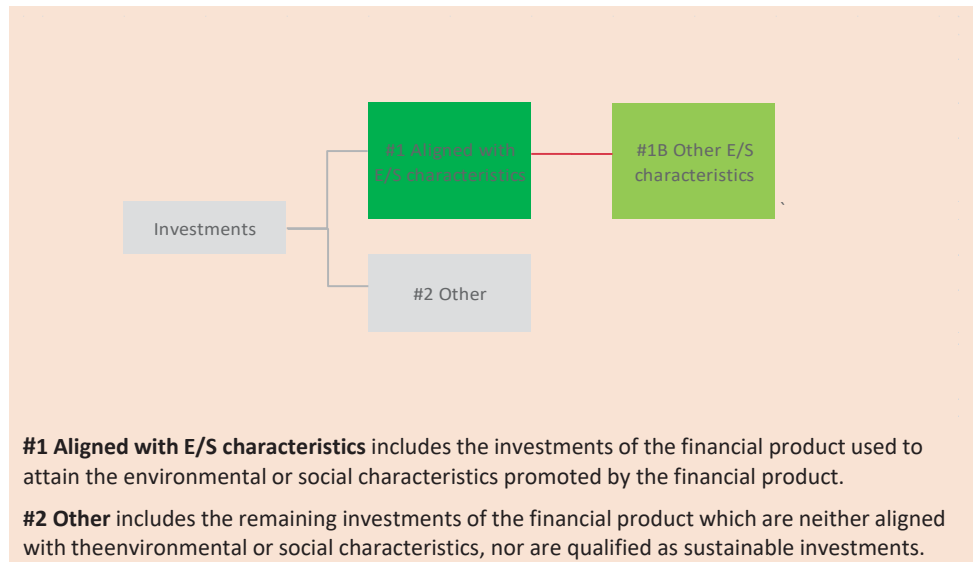 #1 Aligned with
E/S characteristics
#1B Other E/S
characteristics
`
Investments
#2 Other
#1 Aligned with E/S characteristics includes the investments of the financial product used to
attain the environmental or social characteristics promoted by the financial product.
#2 Other includes the remaining investments of the financial product which are neither aligned
with theenvironmental or social characteristics, nor are qualified as sustainable investments.